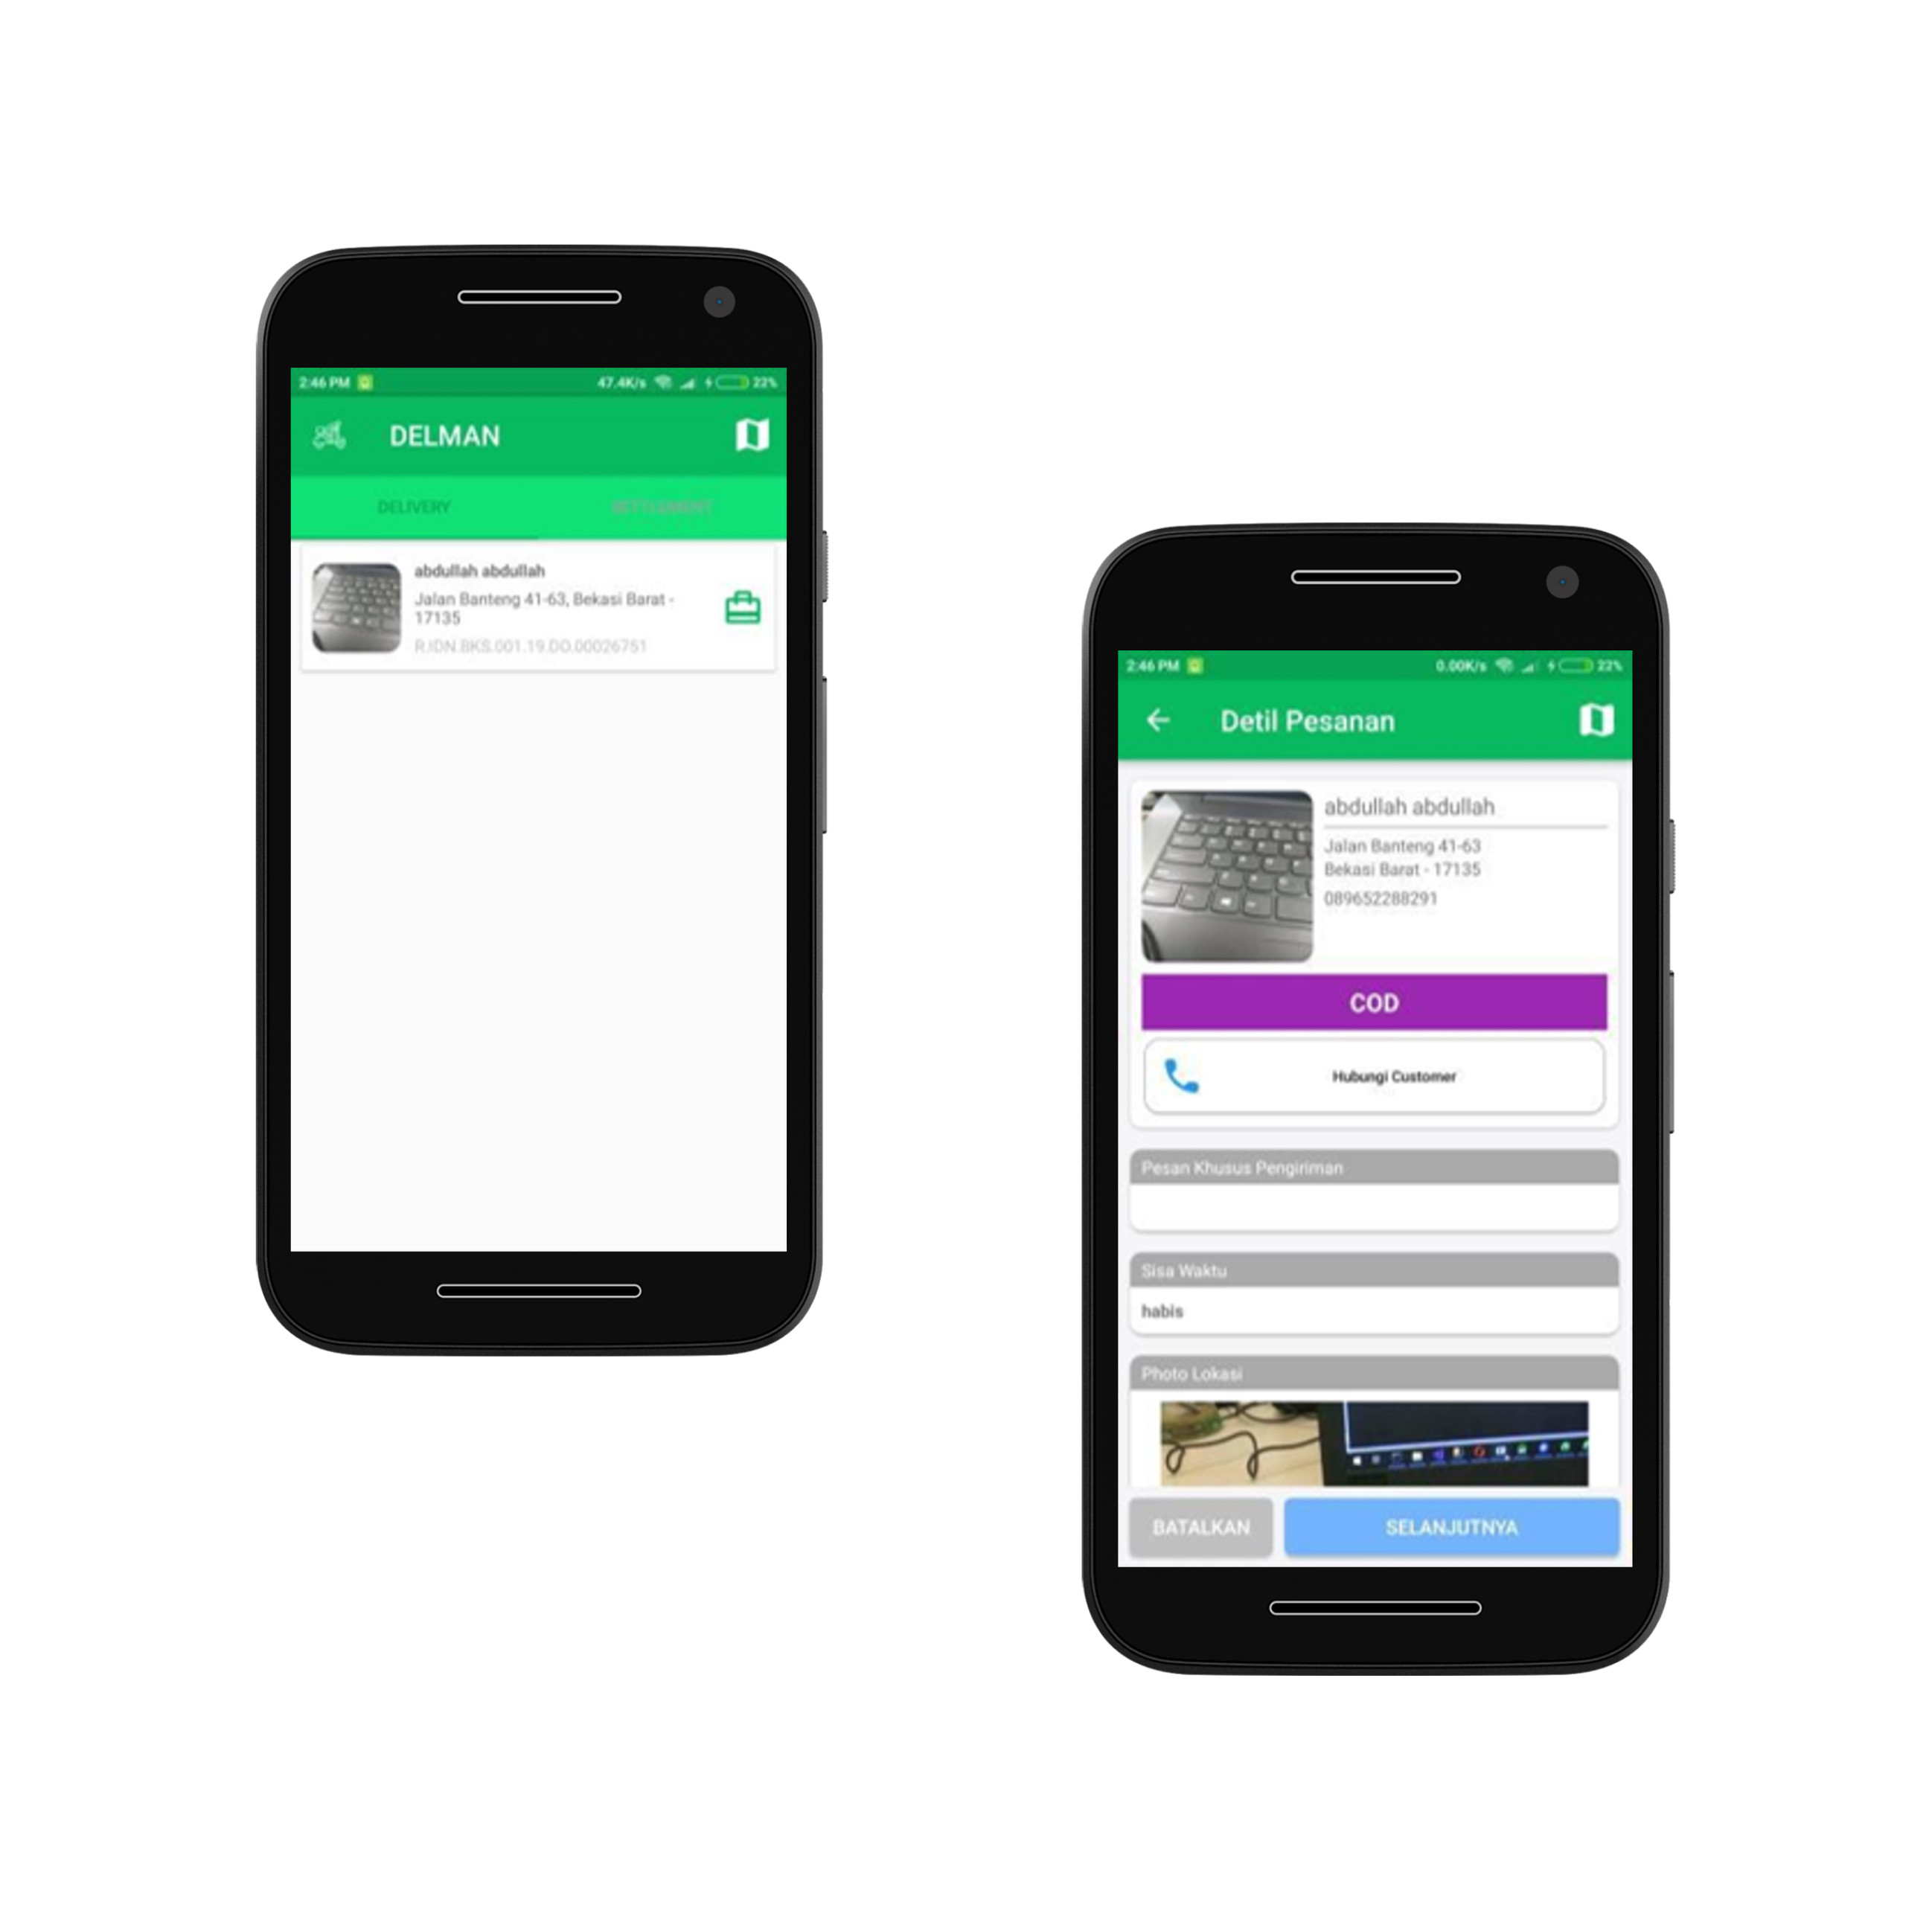 2:46 PM 47.4K/s 22%
DELMAN
DELIVERY SETTLEMENT
abdullah abdullah
Jalan Banteng 41-63, Bekasi Barat -
17135
R.IDN.BKS.001.19.DO.00026751
2:46 PM 0.00K/s 22%
Detil Pesanan
abdullah abdullah
Jalan Banteng 41-63
Bekasi Barat - 17135
089652288291
COD
Hubungi Customer
Pesan Khusus Pengiriman
Sisa Waktu
habis
Photo Lokasi
BATALKAN SELANJUTNYA